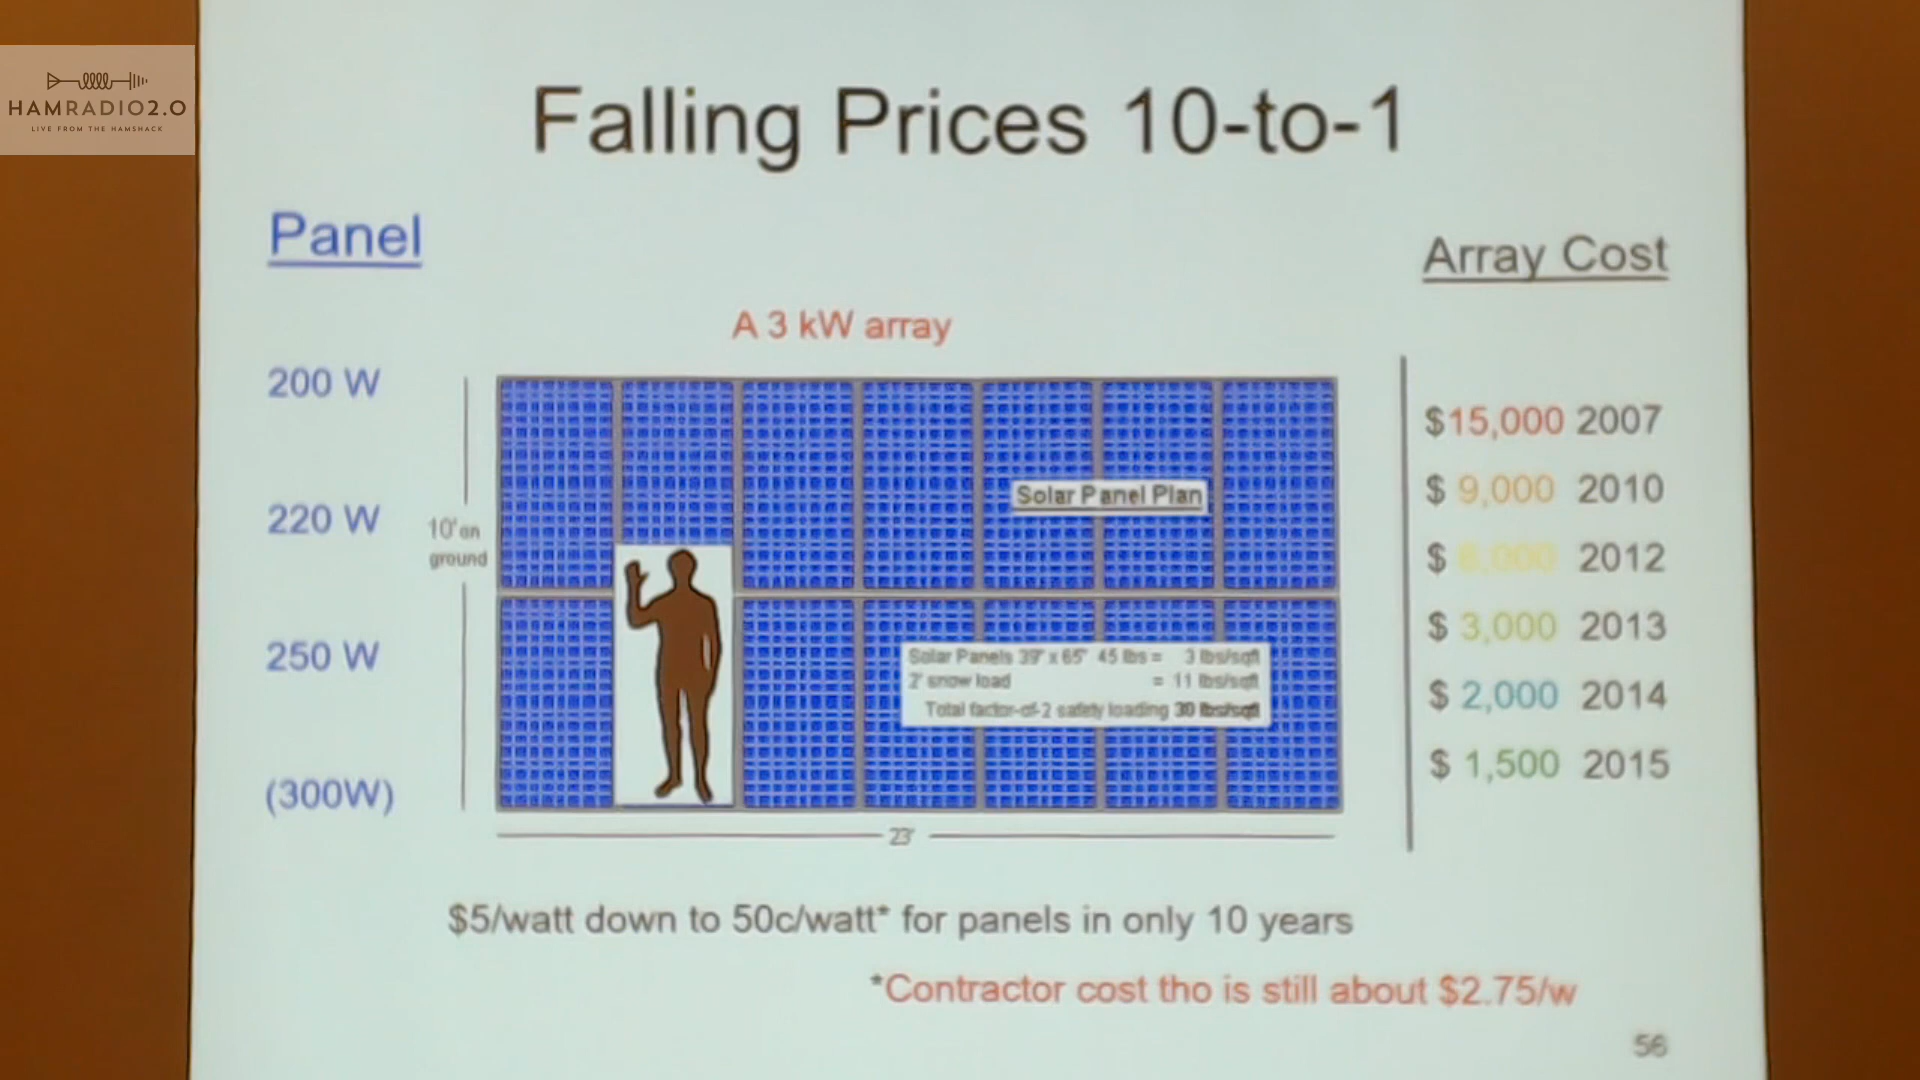 HAMRADIO2.0
LIVE FROM THE HAMSHACK
Falling Prices 10-to-1
Panel
Array Cost
A 3 kW array
200 W
220 W
250 W
(300W)
10' on
ground
Solar Panel Plan
Solar Panels 39" x 65" 45 lbs = 3 lbs/sqft
2' snow load = 11 lbs/sqft
Total factor-of-2 safety loading 30 lbs/sqft
23'
$15,000 2007
$ 9,000 2010
$ 6,000 2012
$ 3,000 2013
$ 2,000 2014
$ 1,500 2015
$5/watt down to 50c/watt* for panels in only 10 years
*Contractor cost tho is still about $2.75/w
56